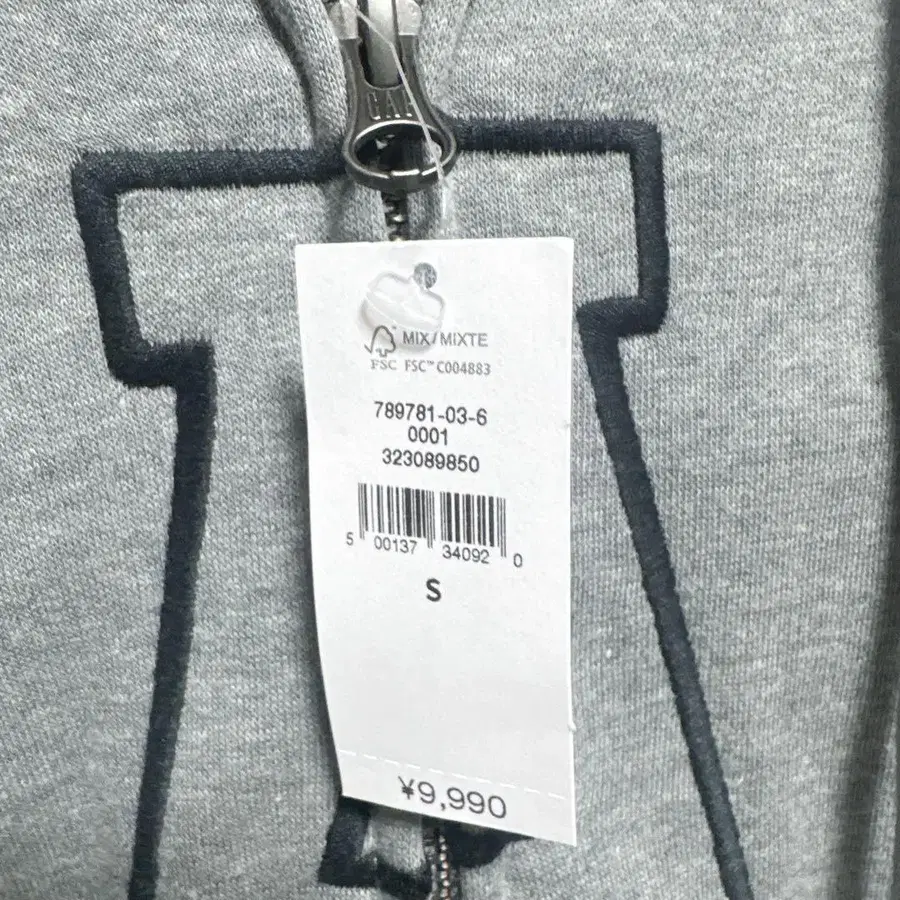 GAP
MIX/MIXTE
FSC FSC™ C004883
789781-03-6
0001
323089850
5 00137 34092 0
S
¥9,990